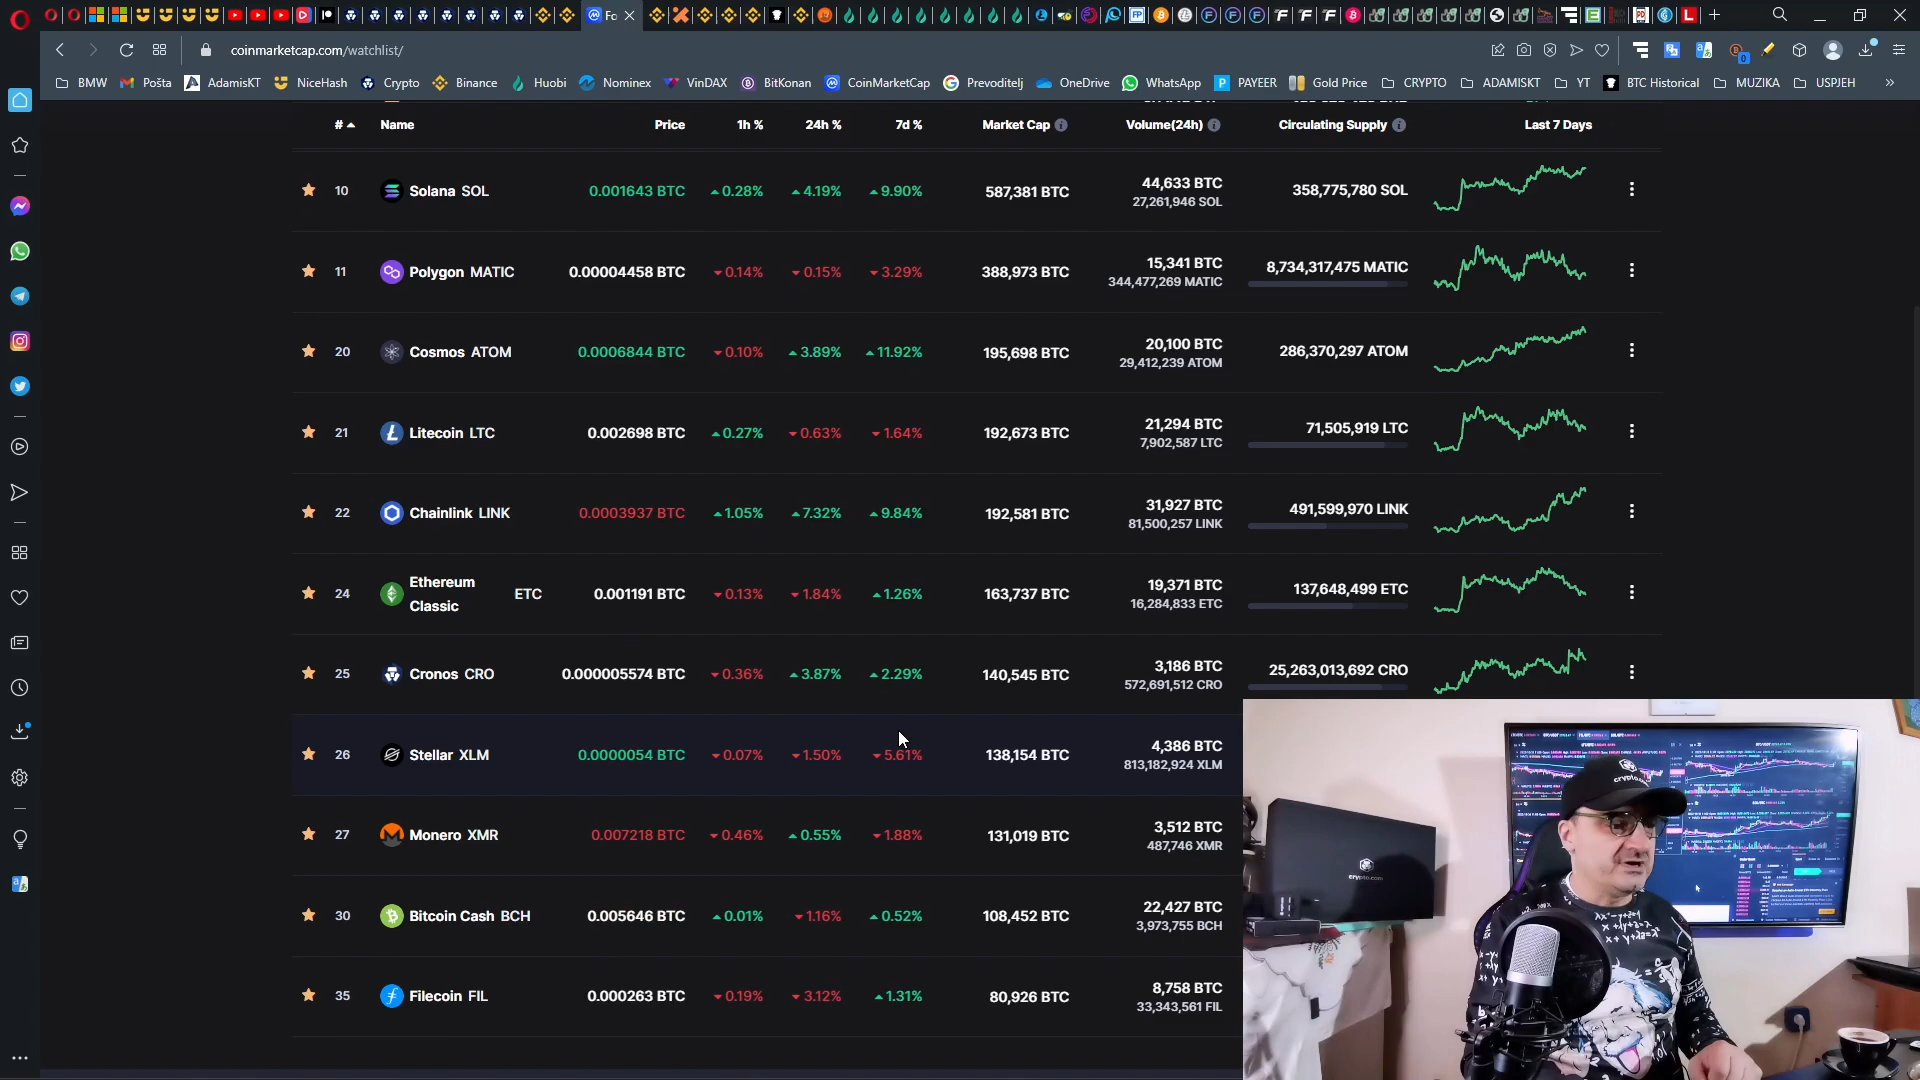 Fo
coinmarketcap.com/watchlist/
BMW Pošta AdamisKT NiceHash Crypto Binance Huobi Nominex VinDAX BitKonan CoinMarketCap Prevoditelj OneDrive WhatsApp PAYEER Gold Price CRYPTO ADAMISKT YT BTC Historical MUZIKA USPJEH »
# Name Price 1h % 24h % 7d % Market Cap Volume(24h) Circulating Supply Last 7 Days
10 Solana SOL 0.001643 BTC 0.28% 4.19% 9.90% 587,381 BTC 44,633 BTC 358,775,780 SOL
27,261,946 SOL
11 Polygon MATIC 0.00004458 BTC 0.14% 0.15% 3.29% 388,973 BTC 15,341 BTC 8,734,317,475 MATIC
344,477,269 MATIC
20 Cosmos ATOM 0.0006844 BTC 0.10% 3.89% 11.92% 195,698 BTC 20,100 BTC 286,370,297 ATOM
29,412,239 ATOM
21 Litecoin LTC 0.002698 BTC 0.27% 0.63% 1.64% 192,673 BTC 21,294 BTC 71,505,919 LTC
7,902,587 LTC
22 Chainlink LINK 0.0003937 BTC 1.05% 7.32% 9.84% 192,581 BTC 31,927 BTC 491,599,970 LINK
81,500,257 LINK
24 Ethereum Classic ETC 0.001191 BTC 0.13% 1.84% 1.26% 163,737 BTC 19,371 BTC 137,648,499 ETC
16,284,833 ETC
25 Cronos CRO 0.000005574 BTC 0.36% 3.87% 2.29% 140,545 BTC 3,186 BTC 25,263,013,692 CRO
572,691,512 CRO
26 Stellar XLM 0.0000054 BTC 0.07% 1.50% 5.61% 138,154 BTC 4,386 BTC
813,182,924 XLM
27 Monero XMR 0.007218 BTC 0.46% 0.55% 1.88% 131,019 BTC 3,512 BTC
487,746 XMR
30 Bitcoin Cash BCH 0.005646 BTC 0.01% 1.16% 0.52% 108,452 BTC 22,427 BTC
3,973,755 BCH
35 Filecoin FIL 0.000263 BTC 0.19% 3.12% 1.31% 80,926 BTC 8,758 BTC
33,343,561 FIL
crypto.com
crypto.com